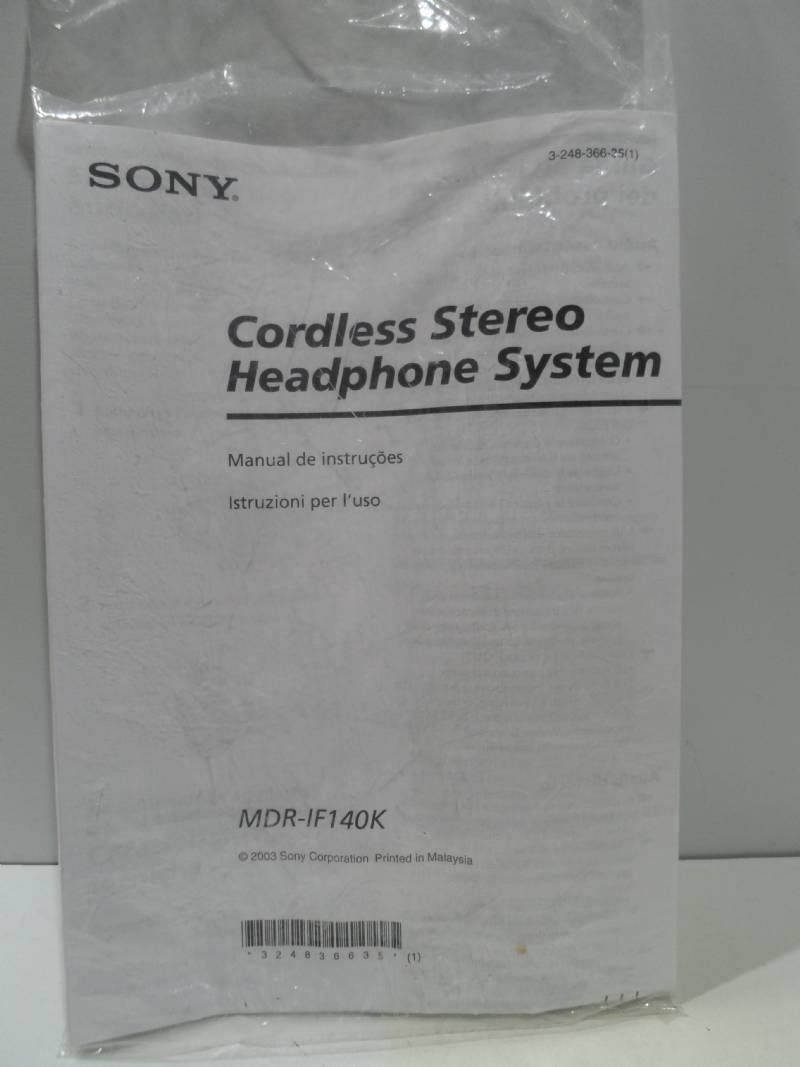 SONY®
3-248-366-35(1)
Cordless Stereo
Headphone System
Manual de instruções
Istruzioni per l'uso
MDR-IF140K
© 2003 Sony Corporation Printed in Malaysia
* 3 2 4 8 3 6 6 3 5 * (1)